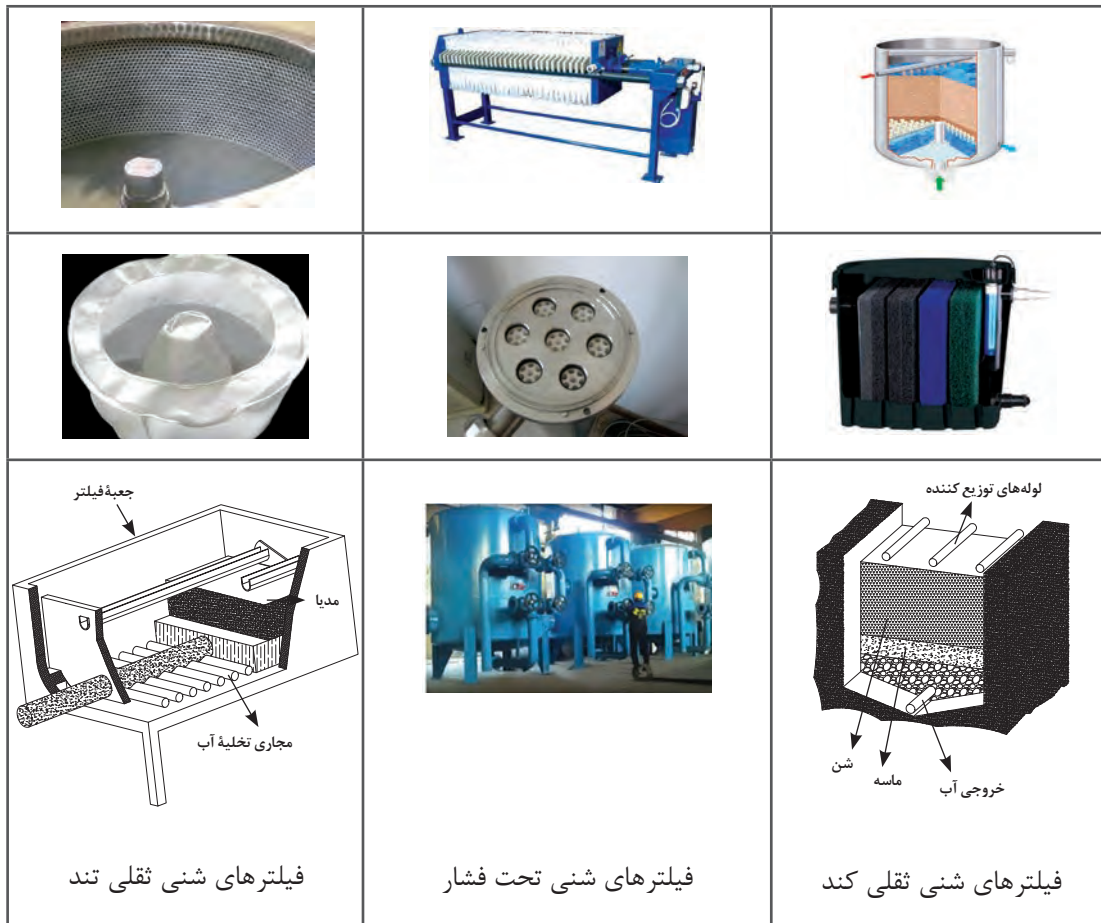 لوله‌های توزیع کننده
شن
ماسه
خروجی آب
فیلترهای شنی ثقلی کند
فیلترهای شنی تحت فشار
جعبهٔ فیلتر
مدیا
مجاری تخلیهٔ آب
فیلترهای شنی ثقلی تند